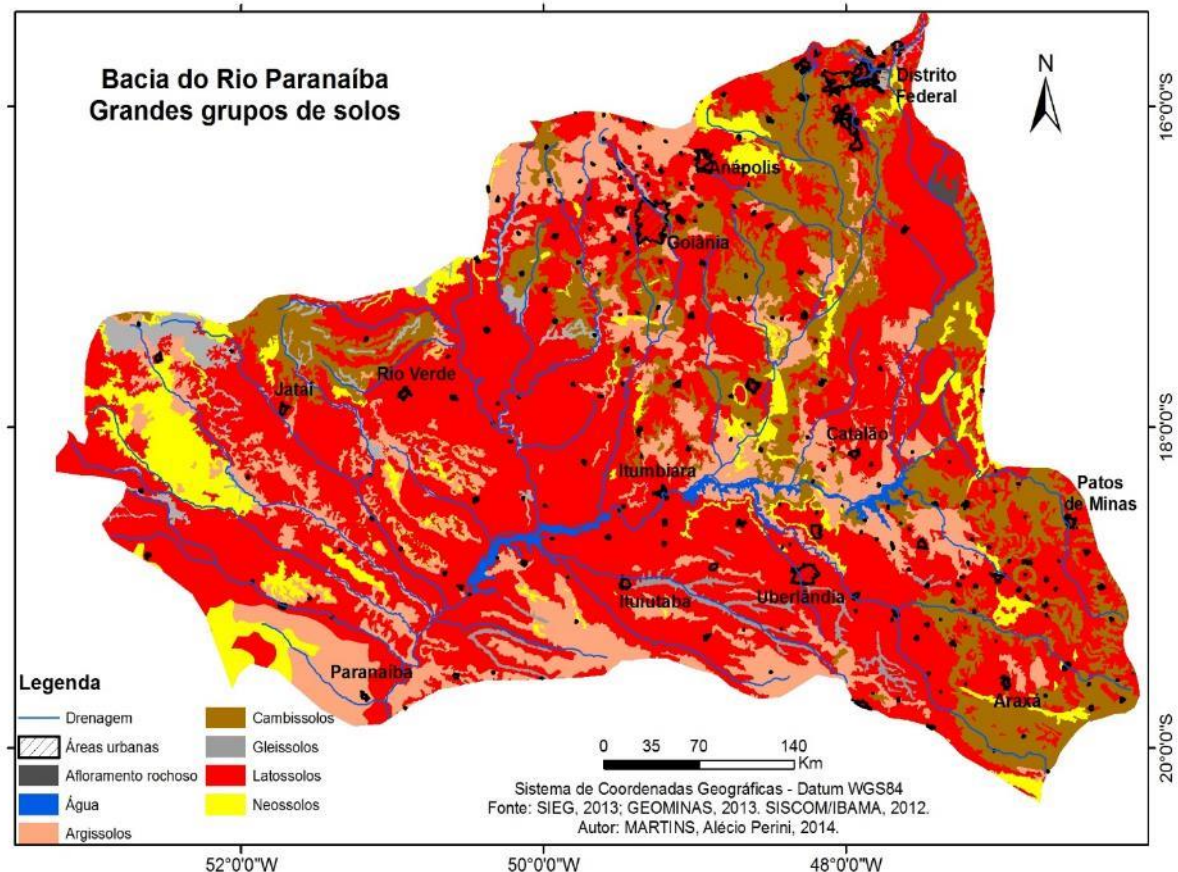 Bacia do Rio Paranaíba
Grandes grupos de solos
N
Distrito
Federal
16°0'0"S
Anápolis
Goiânia
Jataí
Rio Verde
18°0'0"S
Catalão
Itumbiara
Patos
de Minas
Ituiutaba
Uberlândia
Paranaíba
Araxá
20°0'0"S
Legenda
Drenagem
Áreas urbanas
Afloramento rochoso
Água
Argissolos
Cambissolos
Gleissolos
Latossolos
Neossolos
0 35 70 140
Km
Sistema de Coordenadas Geográficas - Datum WGS84
Fonte: SIEG, 2013; GEOMINAS, 2013. SISCOM/IBAMA, 2012.
Autor: MARTINS, Alécio Perini, 2014.
52°0'0"W 50°0'0"W 48°0'0"W